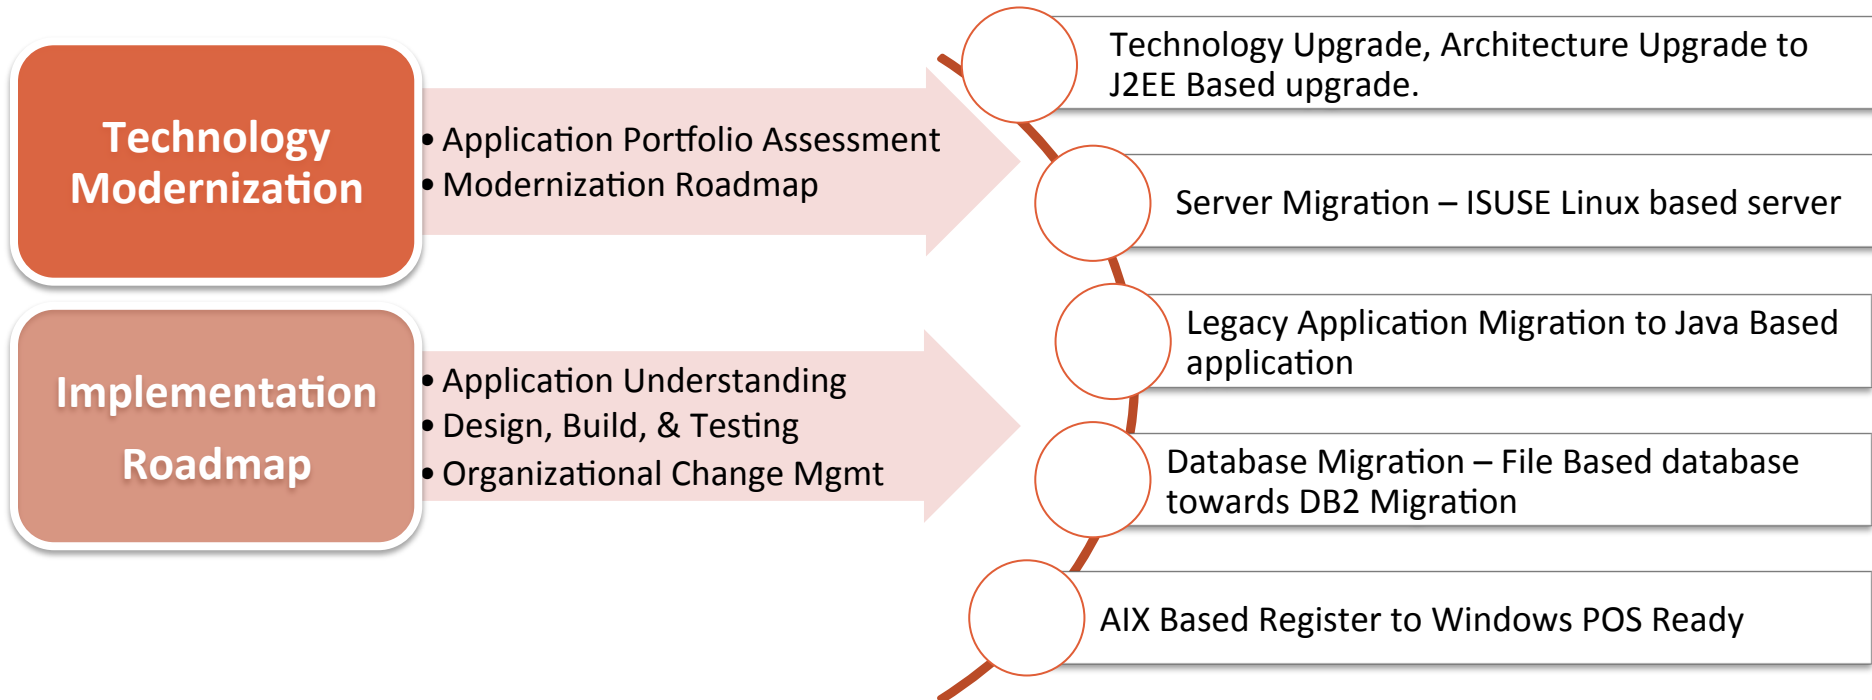 Technology
Modernization
• Application Portfolio Assessment
• Modernization Roadmap
Implementation
Roadmap
• Application Understanding
• Design, Build, & Testing
• Organizational Change Mgmt
Technology Upgrade, Architecture Upgrade to
J2EE Based upgrade.
Server Migration – ISUSE Linux based server
Legacy Application Migration to Java Based
application
Database Migration – File Based database
towards DB2 Migration
AIX Based Register to Windows POS Ready